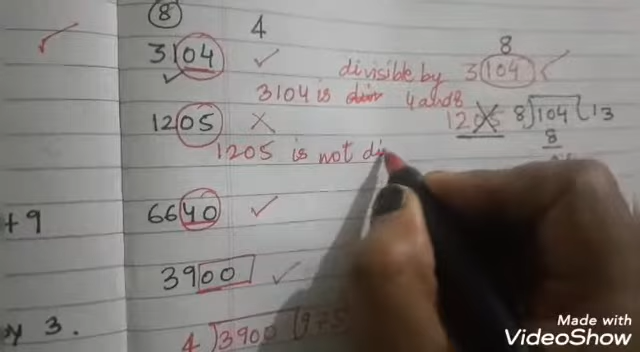 8 4
3104
divisible by 8
3104
3104 is 4 and 8
1205
1205 8)104(13
8
1205 is not di
+9 6640
3900
y 3.
4)3900(975
Made with
VideoShow